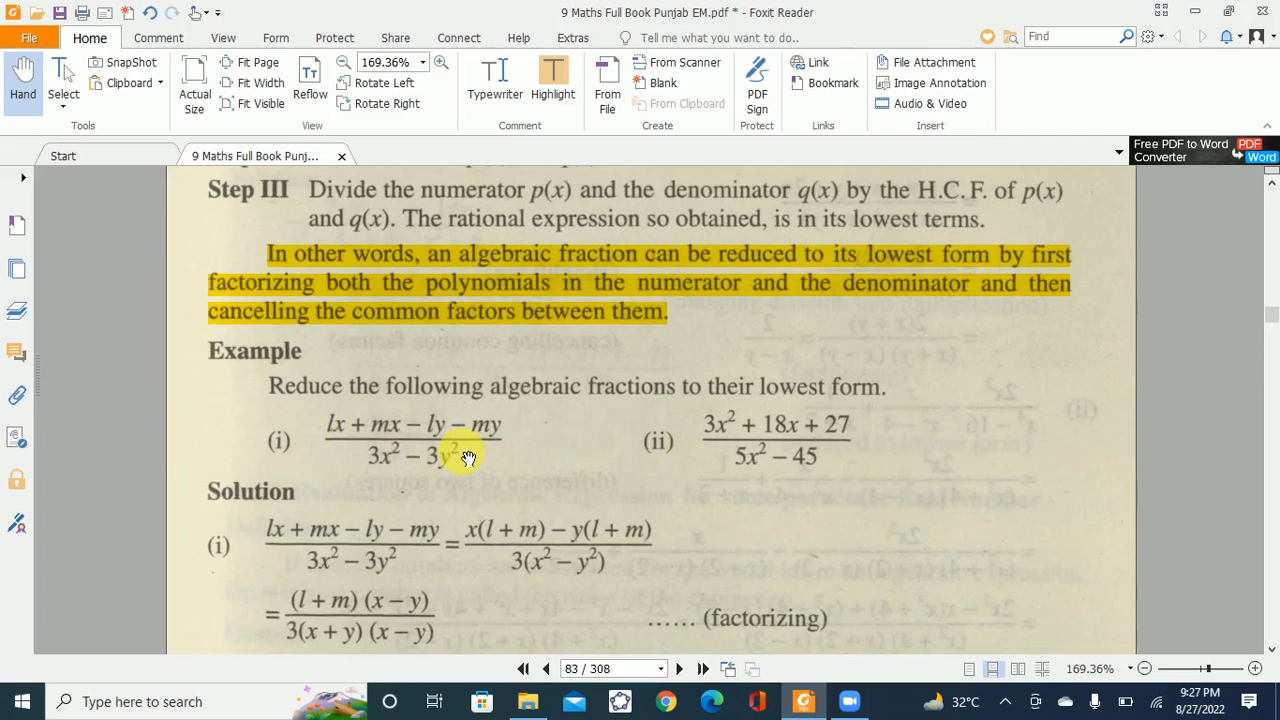 9 Maths Full Book Punjab EM.pdf * - Foxit Reader
File Home Comment View Form Protect Share Connect Help Extras Tell me what you want to do... Find
Hand
Select
SnapShot
Clipboard
Tools
Actual Size
Fit Page
Fit Width
Fit Visible
Reflow
169.36%
Rotate Left
Rotate Right
View
Typewriter
Highlight
Comment
From File
From Scanner
Blank
From Clipboard
Create
PDF Sign
Protect
Link
Bookmark
Links
File Attachment
Image Annotation
Audio & Video
Insert
Start
9 Maths Full Book Punj...
Free PDF to Word Converter
PDF
Word
Step III Divide the numerator p(x) and the denominator q(x) by the H.C.F. of p(x)
and q(x). The rational expression so obtained, is in its lowest terms.
In other words, an algebraic fraction can be reduced to its lowest form by first
factorizing both the polynomials in the numerator and the denominator and then
cancelling the common factors between them.
Example
Reduce the following algebraic fractions to their lowest form.
(i) (lx + mx − ly − my)/(3x² − 3y²) (ii) (3x² + 18x + 27)/(5x² − 45)
Solution
(i) (lx + mx − ly − my)/(3x² − 3y²) = (x(l + m) − y(l + m))/(3(x² − y²))
= ((l + m) (x − y))/(3(x + y) (x − y)) ...... (factorizing)
83 / 308
169.36%
Type here to search
32°C
9:27 PM
8/27/2022